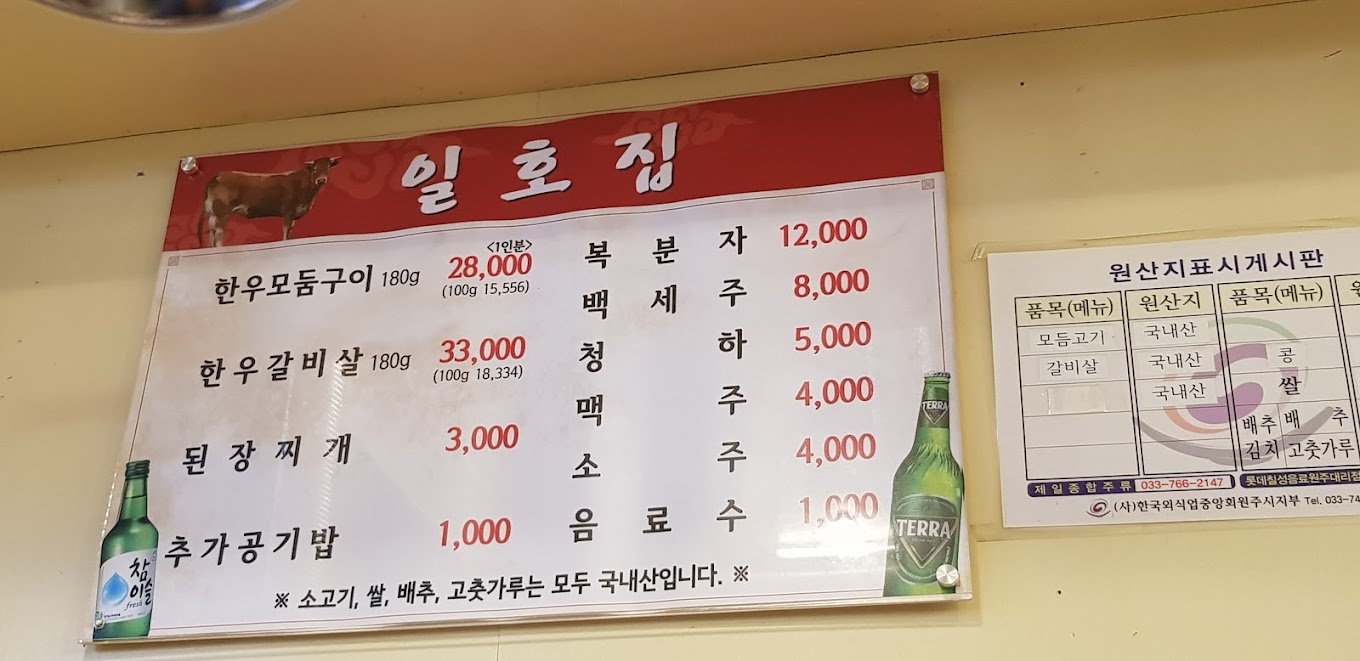 일호집
<1인분>
한우모둠구이 180g 28,000
(100g 15,556)
한우갈비살 180g 33,000
(100g 18,334)
된장찌개 3,000
추가공기밥 1,000
복분자 12,000
백세주 8,000
청하 5,000
맥주 4,000
소주 4,000
음료수 1,000
※ 소고기, 쌀, 배추, 고춧가루는 모두 국내산입니다. ※
참이슬
fresh
TERRA
TERRA
원산지표시게시판
품목(메뉴) 원산지 품목(메뉴)
모듬고기 국내산
갈비살 국내산 콩
국내산 쌀
배추김치 배추
고춧가루
제일종합주류 033-766-2147 롯데칠성음료원주대리점
(사)한국외식업중앙회원주시지부 Tel. 033-74